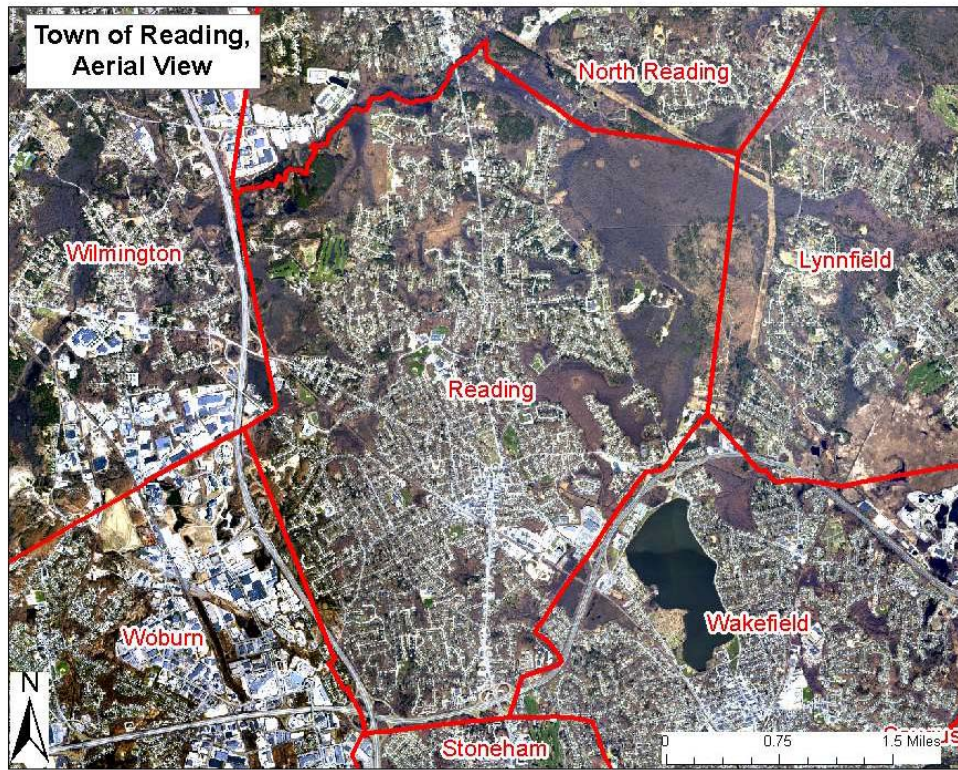 Town of Reading,
Aerial View
North Reading
Wilmington
Lynnfield
Reading
Woburn
Wakefield
Stoneham
N
0 0.75 1.5 Miles